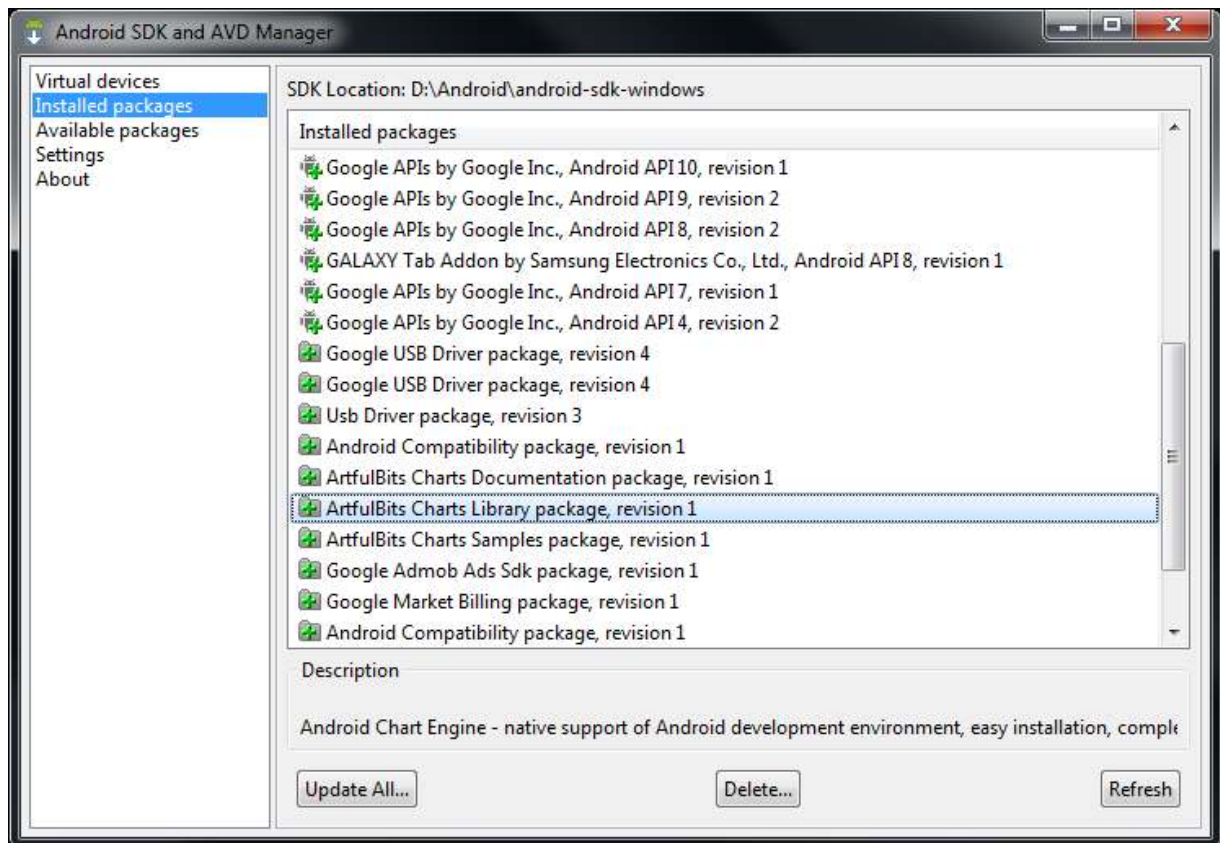 Android SDK and AVD Manager
Virtual devices
Installed packages
Available packages
Settings
About
SDK Location: D:\Android\android-sdk-windows
Installed packages
Google APIs by Google Inc., Android API 10, revision 1
Google APIs by Google Inc., Android API 9, revision 2
Google APIs by Google Inc., Android API 8, revision 2
GALAXY Tab Addon by Samsung Electronics Co., Ltd., Android API 8, revision 1
Google APIs by Google Inc., Android API 7, revision 1
Google APIs by Google Inc., Android API 4, revision 2
Google USB Driver package, revision 4
Google USB Driver package, revision 4
Usb Driver package, revision 3
Android Compatibility package, revision 1
ArtfulBits Charts Documentation package, revision 1
ArtfulBits Charts Library package, revision 1
ArtfulBits Charts Samples package, revision 1
Google Admob Ads Sdk package, revision 1
Google Market Billing package, revision 1
Android Compatibility package, revision 1
Description
Android Chart Engine - native support of Android development environment, easy installation, comple
Update All...
Delete...
Refresh